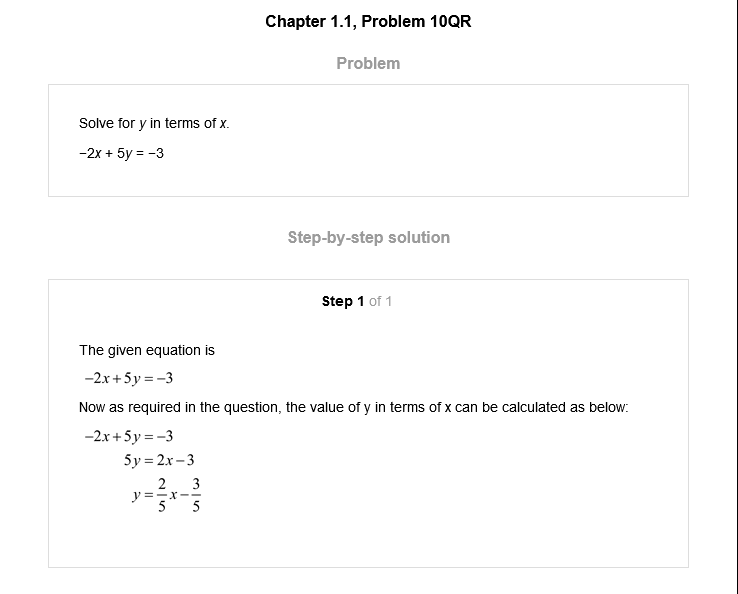 Chapter 1.1, Problem 10QR
Problem
Solve for y in terms of x.
−2x + 5y = −3
Step-by-step solution
Step 1 of 1
The given equation is
−2x + 5y = −3
Now as required in the question, the value of y in terms of x can be calculated as below:
−2x + 5y = −3
5y = 2x − 3
y = 2/5 x − 3/5